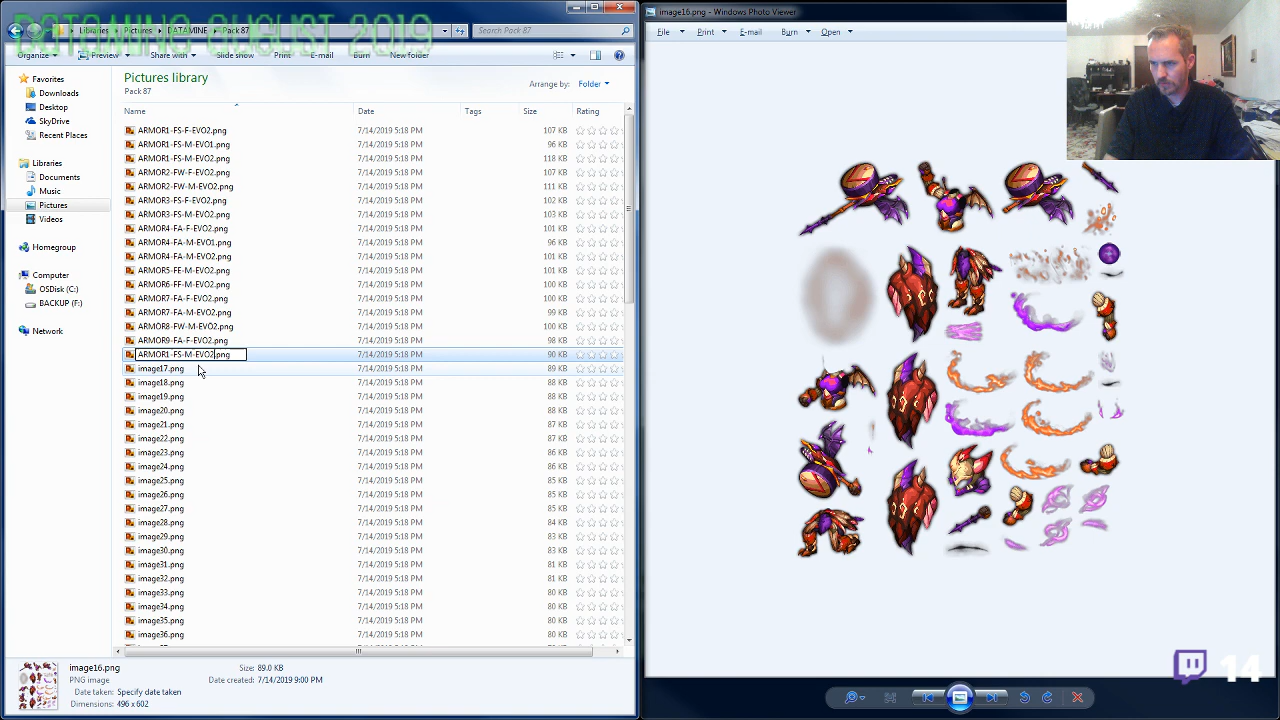 DATAMINE AUGUST 2019
Libraries Pictures DATAMINE Pack 87
Search Pack 87
Organize Preview Share with Slide show Print E-mail Burn New folder
Favorites
Downloads
Desktop
SkyDrive
Recent Places
Libraries
Documents
Music
Pictures
Videos
Homegroup
Computer
OSDisk (C:)
BACKUP (F:)
Network
Pictures library
Pack 87
Arrange by: Folder
Name Date Tags Size Rating
ARMOR1-FS-F-EVO2.png 7/14/2019 5:18 PM 107 KB
ARMOR1-FS-M-EVO1.png 7/14/2019 5:18 PM 96 KB
ARMOR1-FS-M-EVO2.png 7/14/2019 5:18 PM 118 KB
ARMOR2-FW-F-EVO2.png 7/14/2019 5:18 PM 107 KB
ARMOR2-FW-F-EVO2.png 7/14/2019 5:18 PM 111 KB
ARMOR3-FS-F-EVO2.png 7/14/2019 5:18 PM 102 KB
ARMOR3-FS-M-EVO2.png 7/14/2019 5:18 PM 103 KB
ARMOR4-FA-F-EVO2.png 7/14/2019 5:18 PM 101 KB
ARMOR4-FA-M-EVO1.png 7/14/2019 5:18 PM 96 KB
ARMOR4-FA-M-EVO2.png 7/14/2019 5:18 PM 101 KB
ARMOR5-FE-M-EVO2.png 7/14/2019 5:18 PM 101 KB
ARMOR6-FF-M-EVO2.png 7/14/2019 5:18 PM 100 KB
ARMOR7-FA-F-EVO2.png 7/14/2019 5:18 PM 100 KB
ARMOR7-FA-M-EVO2.png 7/14/2019 5:18 PM 99 KB
ARMOR8-FW-M-EVO2.png 7/14/2019 5:18 PM 100 KB
ARMOR9-FA-F-EVO2.png 7/14/2019 5:18 PM 98 KB
ARMOR1-FS-M-EVO2.png 7/14/2019 5:18 PM 90 KB
image17.png 7/14/2019 5:18 PM 89 KB
image18.png 7/14/2019 5:18 PM 88 KB
image19.png 7/14/2019 5:18 PM 88 KB
image20.png 7/14/2019 5:18 PM 88 KB
image21.png 7/14/2019 5:18 PM 87 KB
image22.png 7/14/2019 5:18 PM 87 KB
image23.png 7/14/2019 5:18 PM 86 KB
image24.png 7/14/2019 5:18 PM 86 KB
image25.png 7/14/2019 5:18 PM 85 KB
image26.png 7/14/2019 5:18 PM 85 KB
image27.png 7/14/2019 5:18 PM 85 KB
image28.png 7/14/2019 5:18 PM 84 KB
image29.png 7/14/2019 5:18 PM 83 KB
image30.png 7/14/2019 5:18 PM 83 KB
image31.png 7/14/2019 5:18 PM 81 KB
image32.png 7/14/2019 5:18 PM 81 KB
image33.png 7/14/2019 5:18 PM 80 KB
image34.png 7/14/2019 5:18 PM 80 KB
image36.png 7/14/2019 5:18 PM 80 KB
image16.png Size: 89.0 KB
PNG image Date created: 7/14/2019 9:00 PM
Date taken: Specify date taken
Dimensions: 496 x 602
image16.png - Windows Photo Viewer
File Print E-mail Burn Open
14